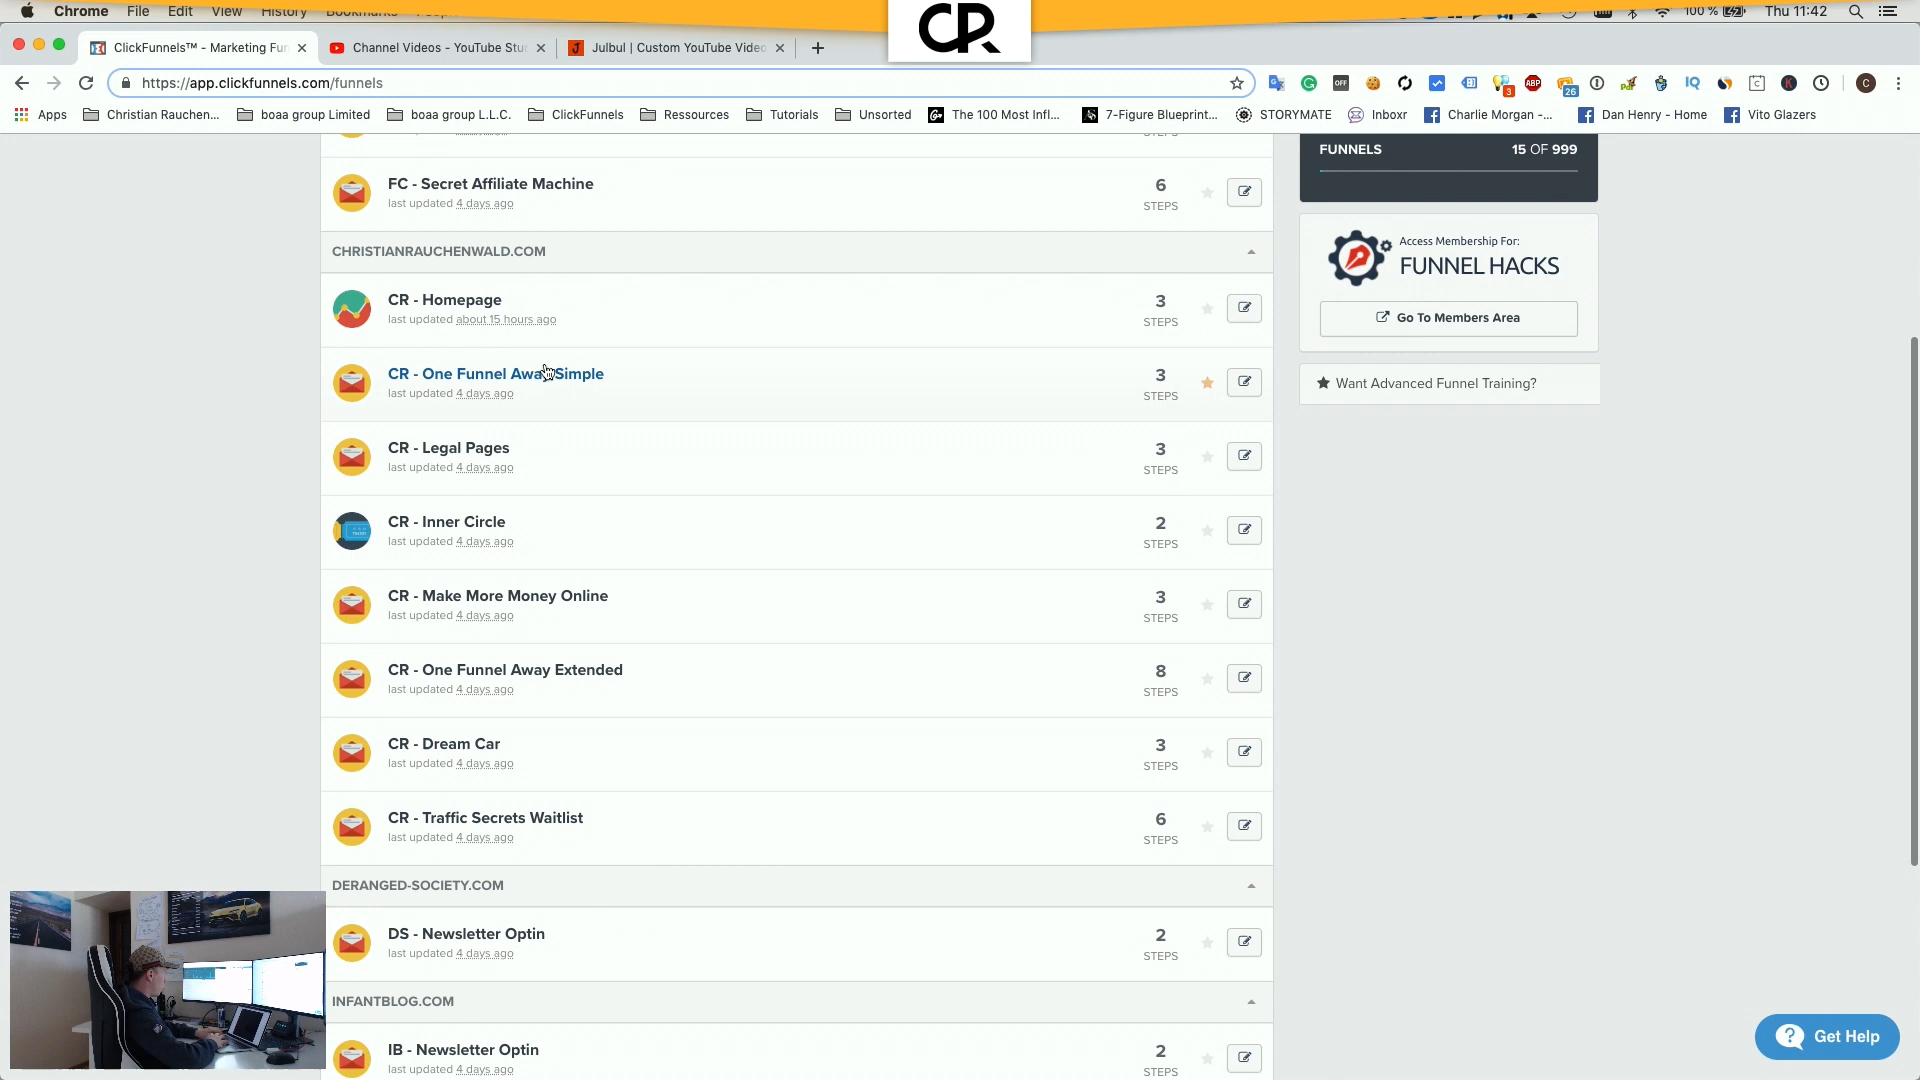 Chrome File Edit View History Bookmarks
100 % Thu 11:42
CR
ClickFunnels™ - Marketing Fun
Channel Videos - YouTube Stu
Julbul | Custom YouTube Video
https://app.clickfunnels.com/funnels
Apps Christian Rauchen... boaa group Limited boaa group L.L.C. ClickFunnels Ressources Tutorials Unsorted The 100 Most Infl... 7-Figure Blueprint... STORYMATE Inboxr Charlie Morgan -... Dan Henry - Home Vito Glazers
STEPS
FC - Secret Affiliate Machine
last updated 4 days ago
6
STEPS
CHRISTIANRAUCHENWALD.COM
CR - Homepage
last updated about 15 hours ago
3
STEPS
CR - One Funnel Away Simple
last updated 4 days ago
3
STEPS
CR - Legal Pages
last updated 4 days ago
3
STEPS
CR - Inner Circle
last updated 4 days ago
2
STEPS
CR - Make More Money Online
last updated 4 days ago
3
STEPS
CR - One Funnel Away Extended
last updated 4 days ago
8
STEPS
CR - Dream Car
last updated 4 days ago
3
STEPS
CR - Traffic Secrets Waitlist
last updated 4 days ago
6
STEPS
DERANGED-SOCIETY.COM
DS - Newsletter Optin
last updated 4 days ago
2
STEPS
INFANTBLOG.COM
IB - Newsletter Optin
last updated 4 days ago
2
STEPS
FUNNELS 15 OF 999
Access Membership For:
FUNNEL HACKS
Go To Members Area
Want Advanced Funnel Training?
Get Help